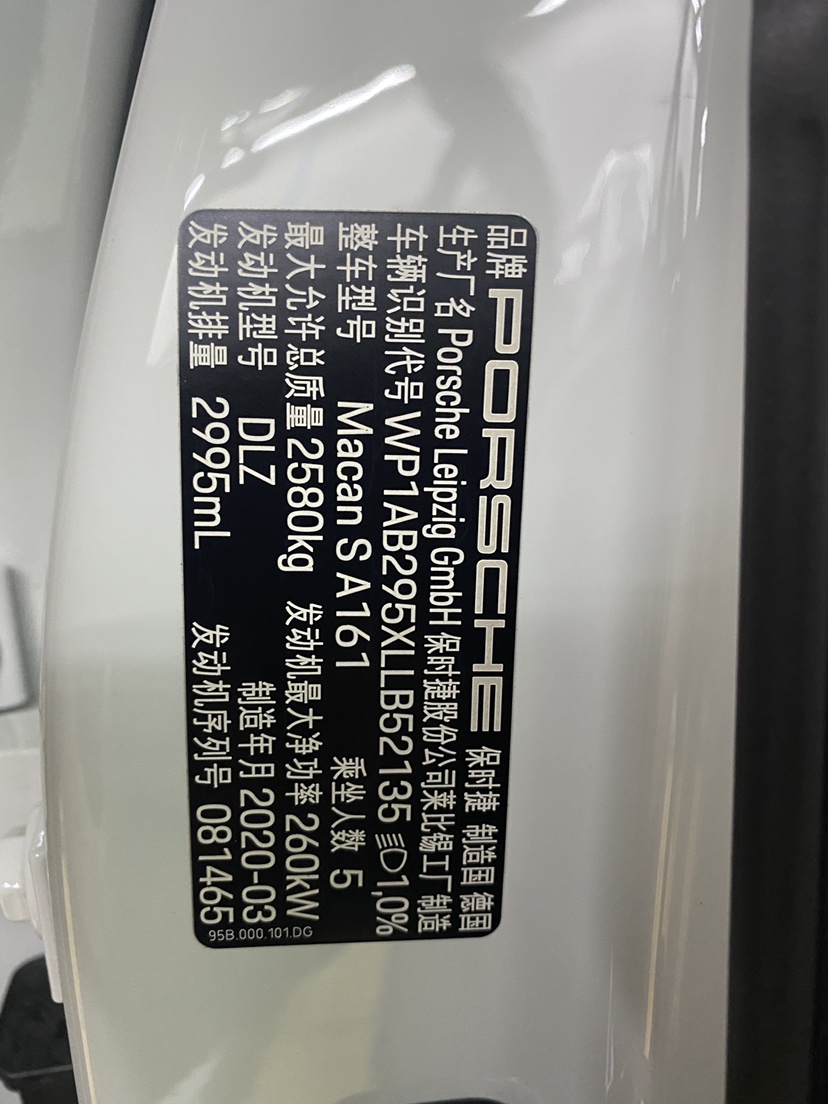 品牌 PORSCHE 保时捷 制造国 德国
生产厂名 Porsche Leipzig GmbH 保时捷股份公司莱比锡工厂制造
车辆识别代号 WP1AB295XLLB52135 1,0%
整车型号 Macan S A161 乘坐人数 5
最大允许总质量 2580kg 发动机最大净功率 260kW
发动机型号 DLZ 制造年月 2020-03
发动机排量 2995mL 发动机序列号 081465
95B.000.101.DG